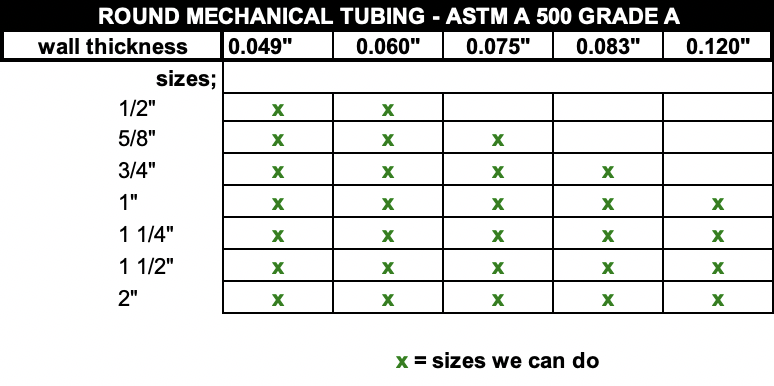 ROUND MECHANICAL TUBING - ASTM A 500 GRADE A
wall thickness 0.049" 0.060" 0.075" 0.083" 0.120"
sizes;
1/2" x x
5/8" x x x
3/4" x x x x
1" x x x x x
1 1/4" x x x x x
1 1/2" x x x x x
2" x x x x x
x = sizes we can do